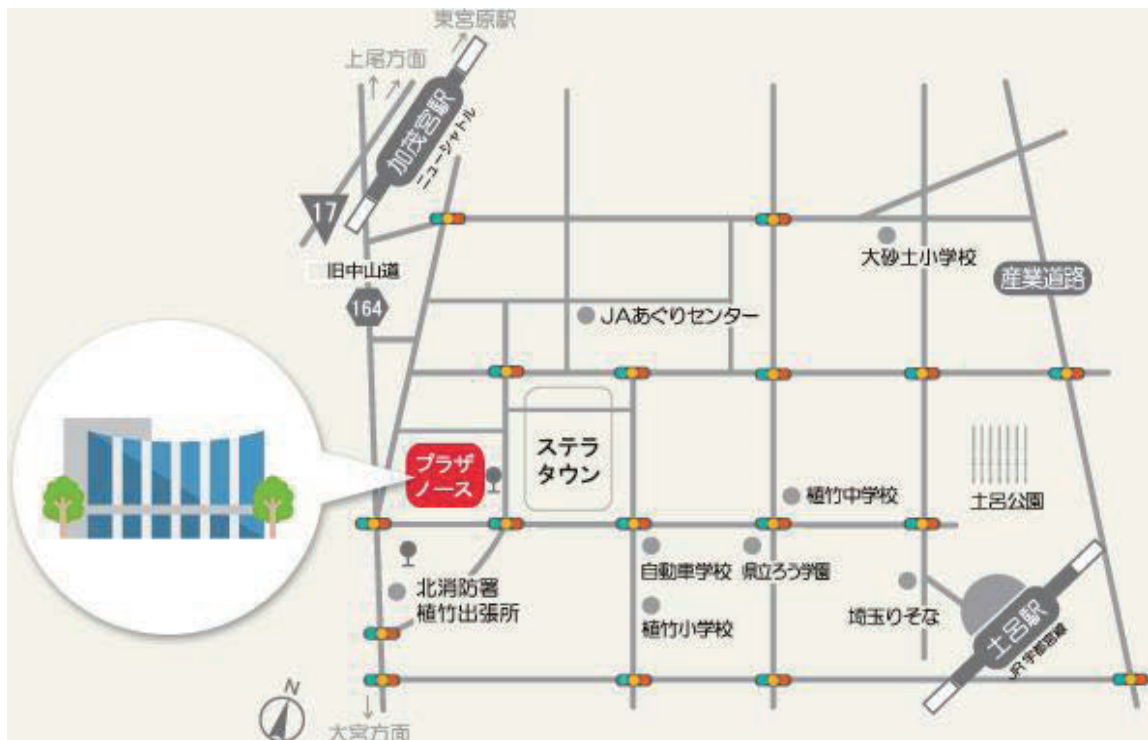 東宮原駅
上尾方面
加茂宮駅
ニューシャトル
17
旧中山道
164
大砂土小学校
産業道路
JAあぐりセンター
プラザ
ノース
ステラ
タウン
植竹中学校
土呂公園
北消防署
植竹出張所
自動車学校
県立ろう学園
植竹小学校
埼玉りそな
土呂駅
JR宇都宮線
N
大宮方面